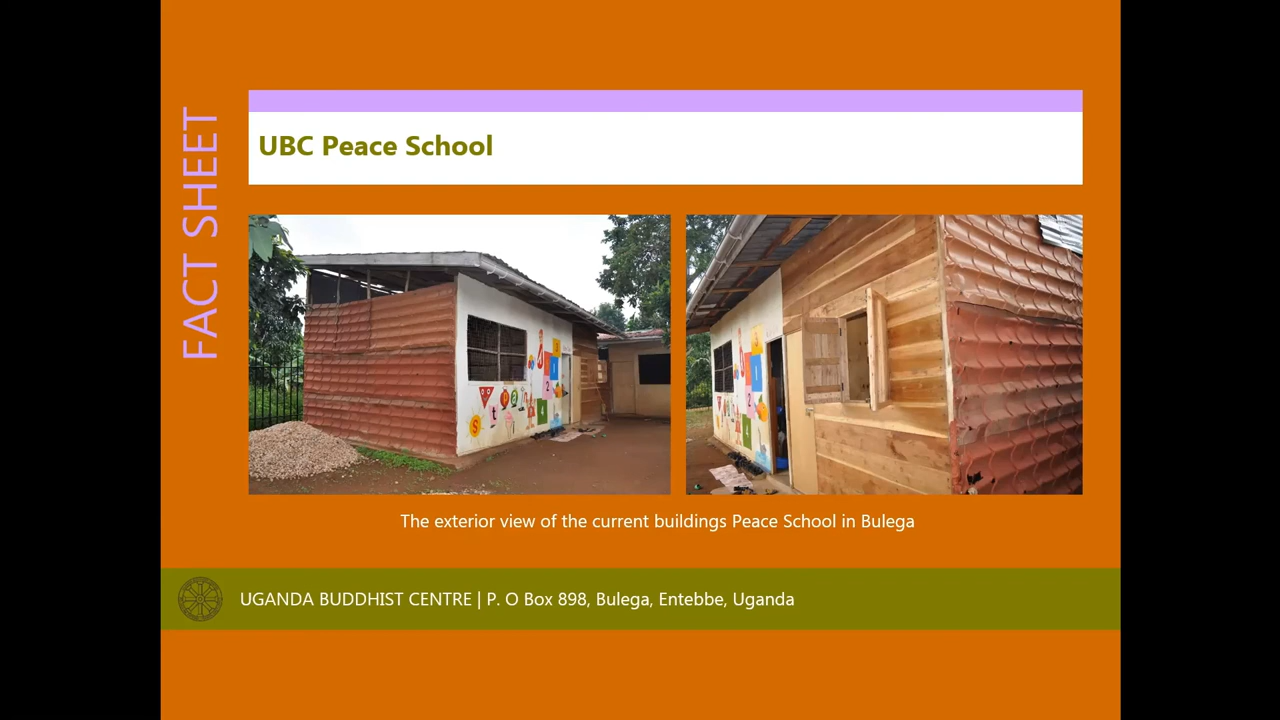 FACT SHEET
UBC Peace School
The exterior view of the current buildings Peace School in Bulega
UGANDA BUDDHIST CENTRE | P. O Box 898, Bulega, Entebbe, Uganda